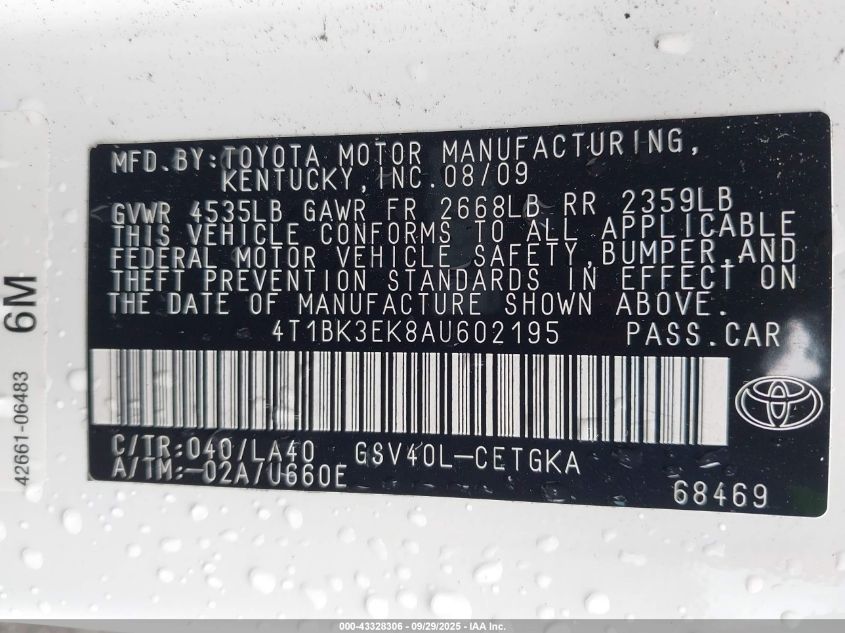 MFD.BY:TOYOTA MOTOR MANUFACTURING,
KENTUCKY,INC.08/09
GVWR 4535LB GAWR FR 2668LB RR 2359LB
THIS VEHICLE CONFORMS TO ALL APPLICABLE
FEDERAL MOTOR VEHICLE SAFETY,BUMPER,AND
THEFT PREVENTION STANDARDS IN EFFECT ON
THE DATE OF MANUFACTURE SHOWN ABOVE.
4T1BK3EK8AU602195 PASS.CAR
C/TR:040/LA40 GSV40L-CETGKA
A/TM:-02A/U660E
68469
42661-06483 6M
000-43328306 - 09/29/2025 - IAA Inc.